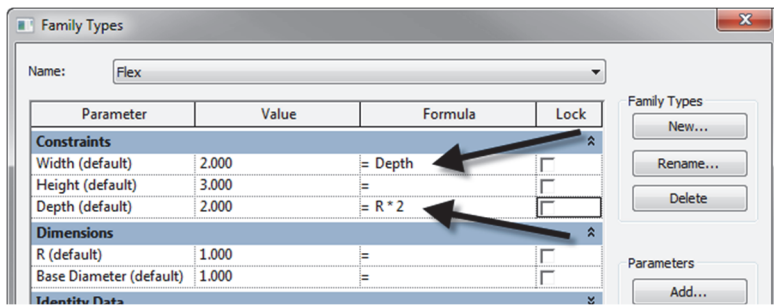 Family Types
Name: Flex
Parameter Value Formula Lock
Constraints
Width (default) 2.000 = Depth
Height (default) 3.000 =
Depth (default) 2.000 = R * 2
Dimensions
R (default) 1.000 =
Base Diameter (default) 1.000 =
Identity Data
Family Types
New...
Rename...
Delete
Parameters
Add...